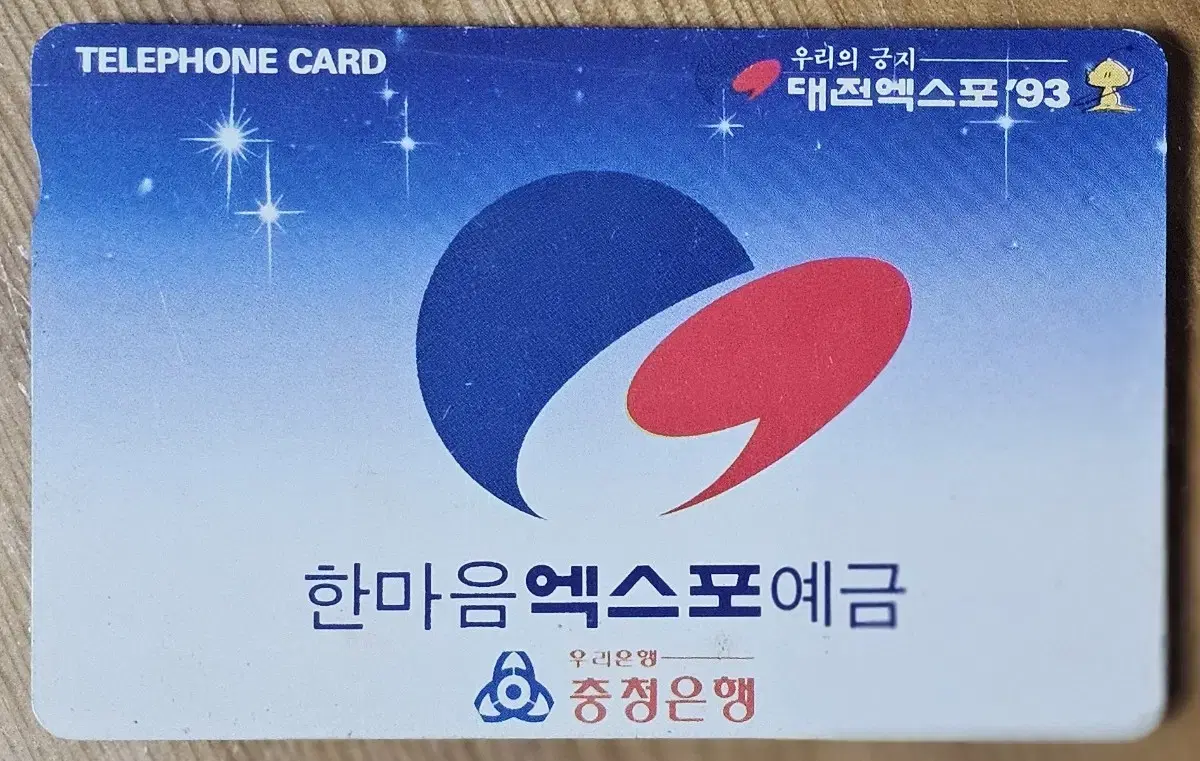 TELEPHONE CARD
우리의 긍지
대전엑스포 '93
한마음엑스포예금
우리은행
충청은행